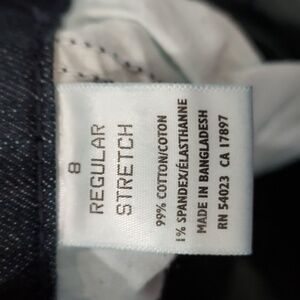 8
REGULAR
STRETCH
99% COTTON/COTON
1% SPANDEX/ÉLASTHANNE
MADE IN BANGLADESH
RN 54023 CA 17897